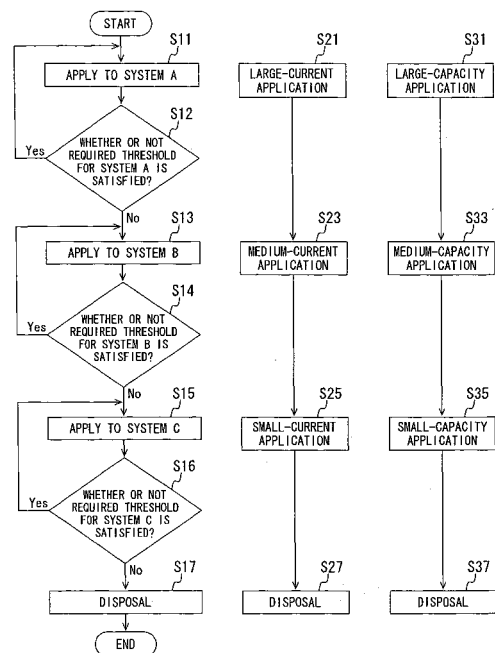 START
S11
APPLY TO SYSTEM A
S12
WHETHER OR NOT
REQUIRED THRESHOLD
FOR SYSTEM A IS
SATISFIED?
Yes
No
S13
APPLY TO SYSTEM B
S14
WHETHER OR NOT
REQUIRED THRESHOLD
FOR SYSTEM B IS
SATISFIED?
Yes
No
S15
APPLY TO SYSTEM C
S16
WHETHER OR NOT
REQUIRED THRESHOLD
FOR SYSTEM C IS
SATISFIED?
Yes
No
S17
DISPOSAL
END
S21
LARGE-CURRENT
APPLICATION
S23
MEDIUM-CURRENT
APPLICATION
S25
SMALL-CURRENT
APPLICATION
S27
DISPOSAL
S31
LARGE-CAPACITY
APPLICATION
S33
MEDIUM-CAPACITY
APPLICATION
S35
SMALL-CAPACITY
APPLICATION
S37
DISPOSAL